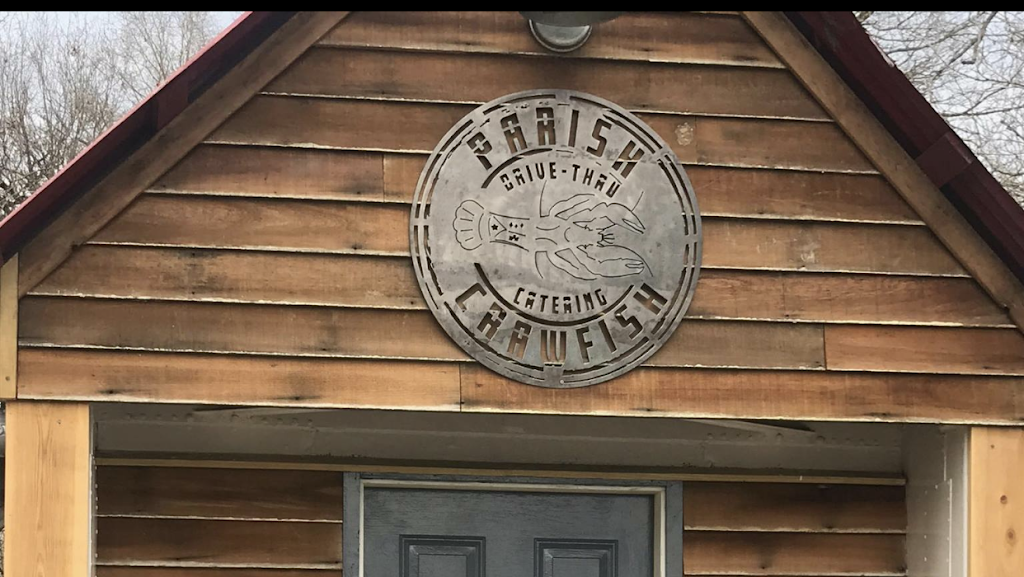 PARISH
DRIVE-THRU
CATERING
CRAWFISH